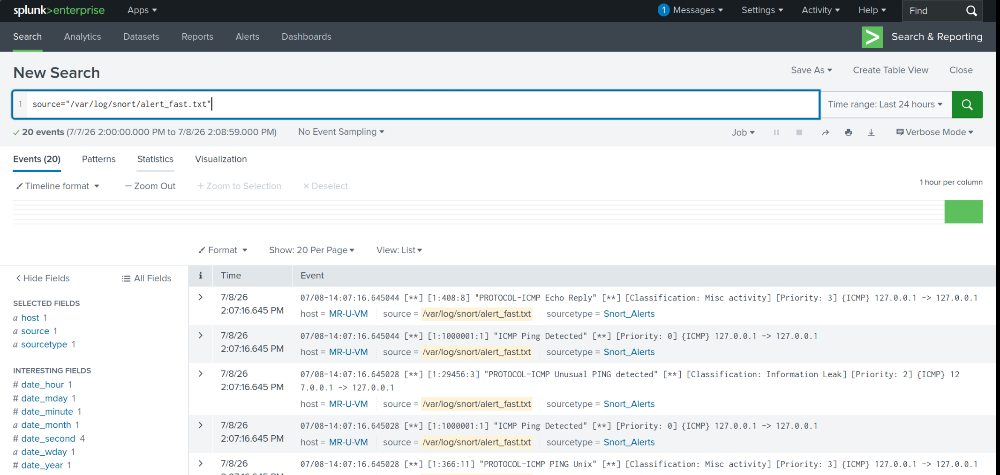 splunk>enterprise Apps 1 Messages Settings Activity Help Find
Search Analytics Datasets Reports Alerts Dashboards > Search & Reporting
New Search Save As Create Table View Close
1 source="/var/log/snort/alert_fast.txt" Time range: Last 24 hours
20 events (7/7/26 2:00:00.000 PM to 7/8/26 2:08:59.000 PM) No Event Sampling Job Verbose Mode
Events (20) Patterns Statistics Visualization
Timeline format — Zoom Out + Zoom to Selection × Deselect 1 hour per column
Format Show: 20 Per Page View: List
< Hide Fields All Fields
i Time Event
SELECTED FIELDS
a host 1
a source 1
a sourcetype 1
INTERESTING FIELDS
# date_hour 1
# date_mday 1
# date_minute 1
a date_month 1
# date_second 4
a date_wday 1
# date_year 1
> 7/8/26 07/08-14:07:16.645044 [**] [1:408:8] "PROTOCOL-ICMP Echo Reply" [**] [Classification: Misc activity] [Priority: 3] {ICMP} 127.0.0.1 -> 127.0.0.1
2:07:16.645 PM host = MR-U-VM source = /var/log/snort/alert_fast.txt sourcetype = Snort_Alerts
> 7/8/26 07/08-14:07:16.645044 [**] [1:1000001:1] "ICMP Ping Detected" [**] [Priority: 0] {ICMP} 127.0.0.1 -> 127.0.0.1
2:07:16.645 PM host = MR-U-VM source = /var/log/snort/alert_fast.txt sourcetype = Snort_Alerts
> 7/8/26 07/08-14:07:16.645028 [**] [1:29456:3] "PROTOCOL-ICMP Unusual PING detected" [**] [Classification: Information Leak] [Priority: 2] {ICMP} 12
2:07:16.645 PM 7.0.0.1 -> 127.0.0.1
host = MR-U-VM source = /var/log/snort/alert_fast.txt sourcetype = Snort_Alerts
> 7/8/26 07/08-14:07:16.645028 [**] [1:1000001:1] "ICMP Ping Detected" [**] [Priority: 0] {ICMP} 127.0.0.1 -> 127.0.0.1
2:07:16.645 PM host = MR-U-VM source = /var/log/snort/alert_fast.txt sourcetype = Snort_Alerts
> 7/8/26 07/08-14:07:16.645028 [**] [1:366:11] "PROTOCOL-ICMP PING Unix" [**] [Classification: Misc activity] [Priority: 3] {ICMP} 127.0.0.1 -> 127.0.0.1